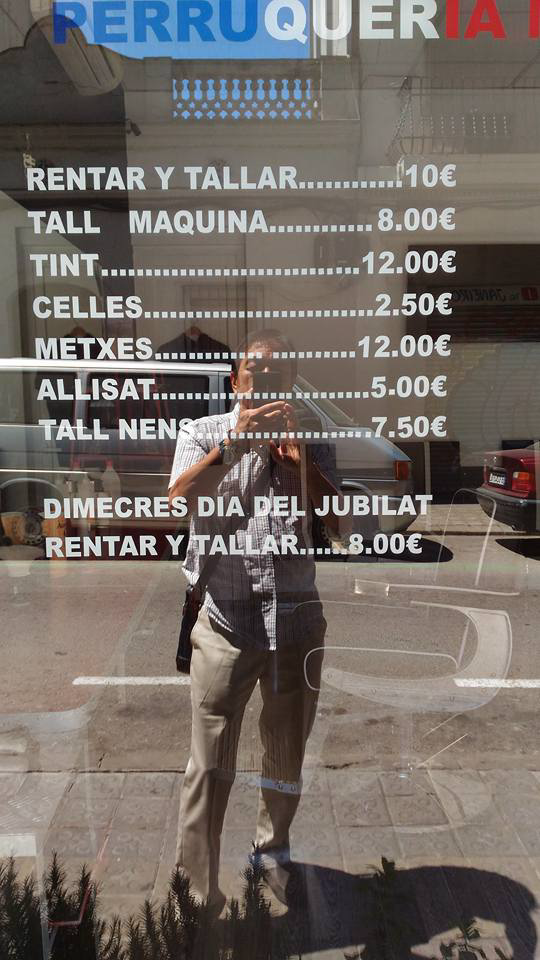 PERRUQUERIA
RENTAR Y TALLAR............10€
TALL MAQUINA............8.00€
TINT..............................12.00€
CELLES...........................2.50€
METXES........................12.00€
ALLISAT.........................5.00€
TALL NENS.....................7.50€
DIMECRES DIA DEL JUBILAT
RENTAR Y TALLAR......8.00€